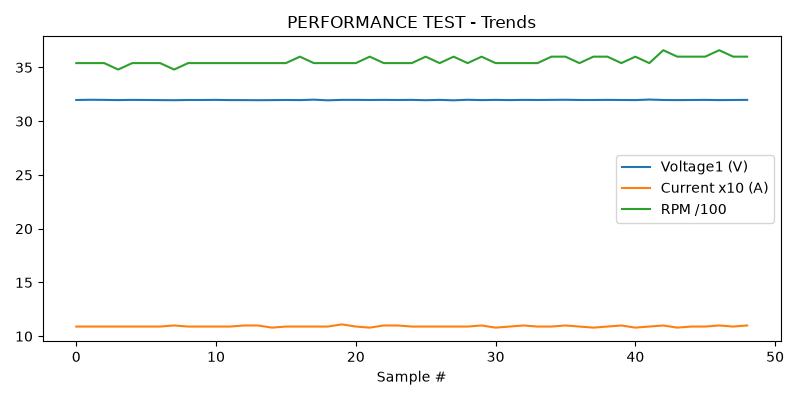 PERFORMANCE TEST - Trends
35
30
25
20
15
10
Voltage1 (V)
Current x10 (A)
RPM /100
0 10 20 30 40 50
Sample #